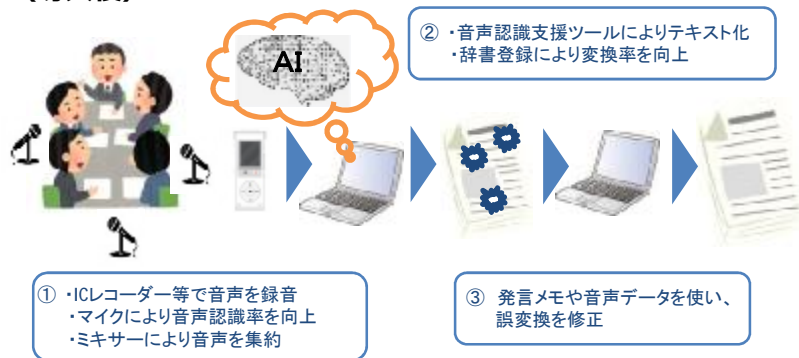 ② ・音声認識支援ツールによりテキスト化
・辞書登録により変換率を向上
AI
① ・ICレコーダー等で音声を録音
・マイクにより音声認識率を向上
・ミキサーにより音声を集約
③ 発言メモや音声データを使い、
誤変換を修正